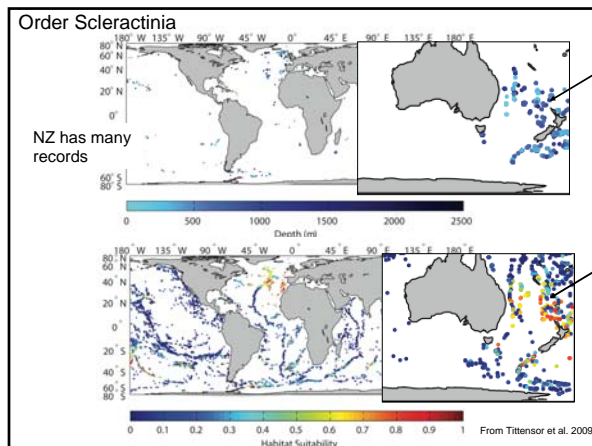 Order Scleractinia
180° W 135° W 90° W 45° W 0° 45° E 90° E 135° E 180° E
80° N
60° N
40° N
20° N
0°
20° S
NZ has many
records
60° S
80° S
0 500 1000 1500 2000 2500
Depth (m)
180° W 135° W 90° W 45° W 0° 45° E 90° E 135° E 180° E
80° N
60° N
40° N
20° N
0°
20° S
40° S
60° S
80° S
0 0.1 0.2 0.3 0.4 0.5 0.6 0.7 0.8 0.9 1
Habitat Suitability
From Tittensor et al. 2009